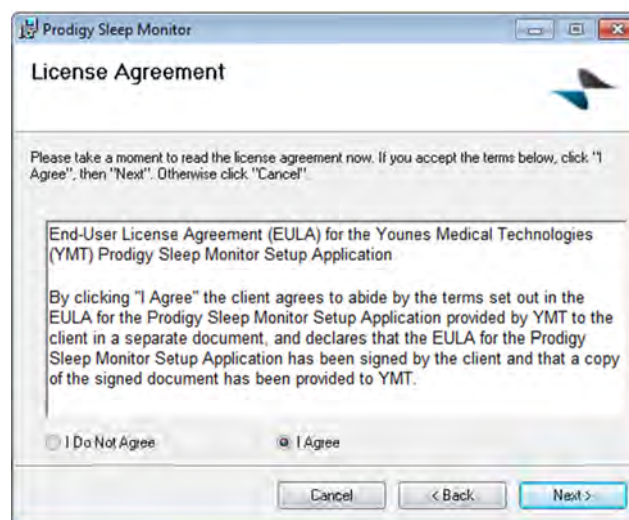 Prodigy Sleep Monitor
License Agreement
Please take a moment to read the license agreement now. If you accept the terms below, click "I
Agree", then "Next". Otherwise click "Cancel".
End-User License Agreement (EULA) for the Younes Medical Technologies
(YMT) Prodigy Sleep Monitor Setup Application
By clicking "I Agree" the client agrees to abide by the terms set out in the
EULA for the Prodigy Sleep Monitor Setup Application provided by YMT to the
client in a separate document, and declares that the EULA for the Prodigy
Sleep Monitor Setup Application has been signed by the client and that a copy
of the signed document has been provided to YMT.
I Do Not Agree I Agree
Cancel < Back Next >